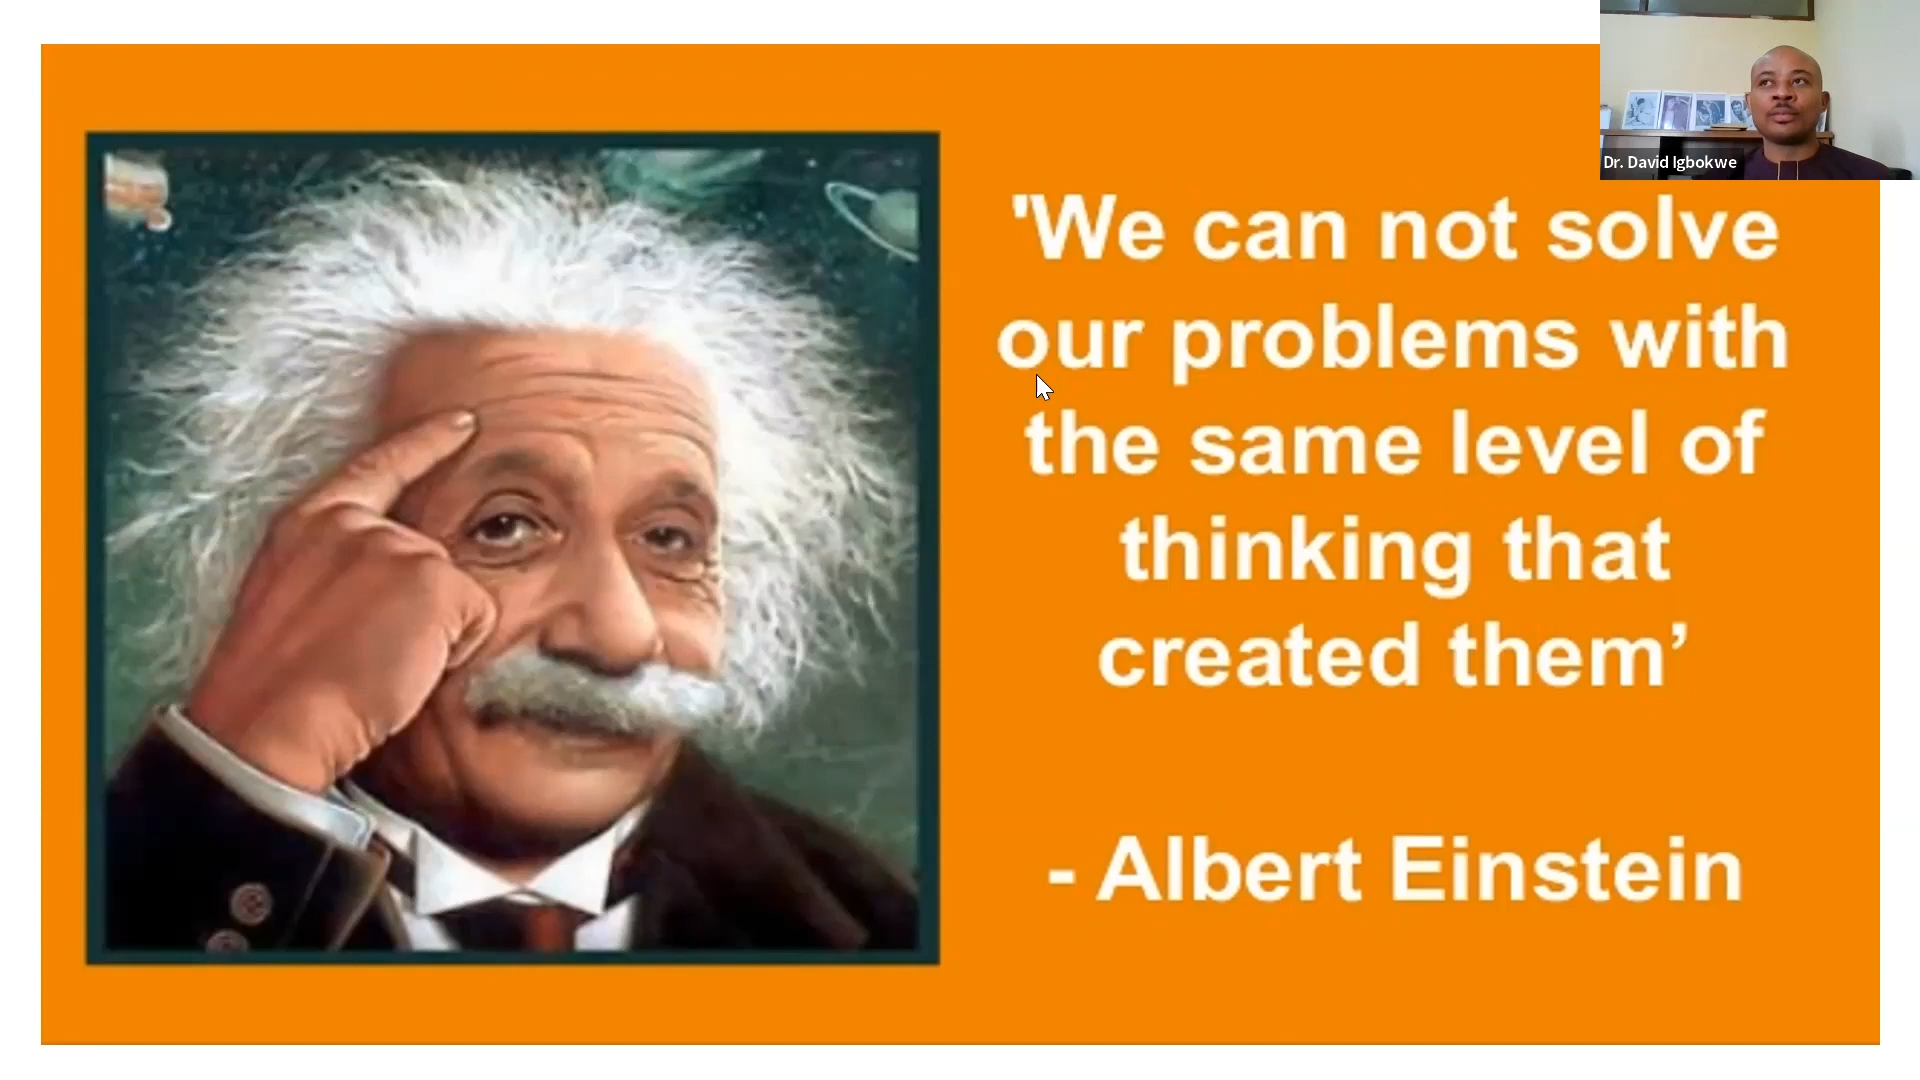 Dr. David Igbokwe
'We can not solve
our problems with
the same level of
thinking that
created them’
- Albert Einstein